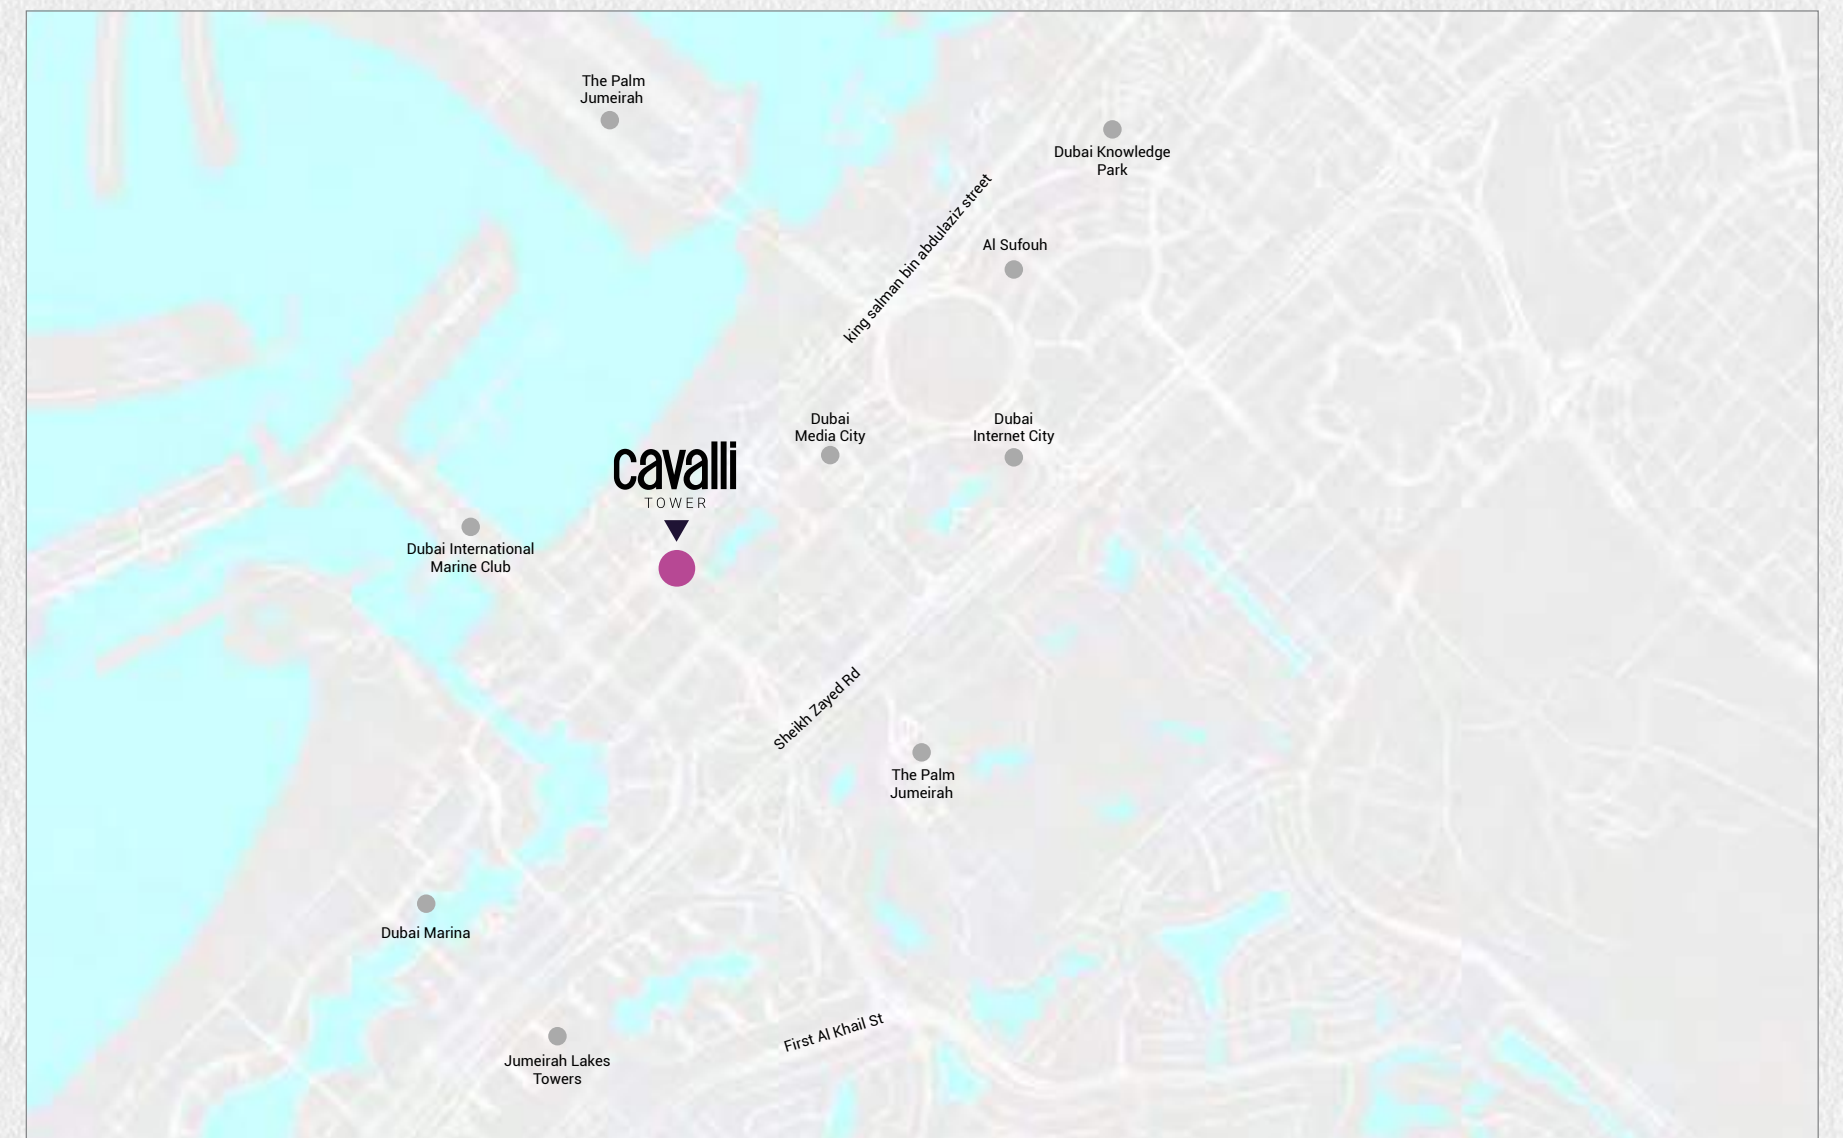 The Palm
Jumeirah
Dubai Knowledge
Park
king salman bin abdulaziz street
Al Sufouh
Dubai
Media City
Dubai
Internet City
cavalli
TOWER
Dubai International
Marine Club
Sheikh Zayed Rd
The Palm
Jumeirah
Dubai Marina
First Al Khail St
Jumeirah Lakes
Towers